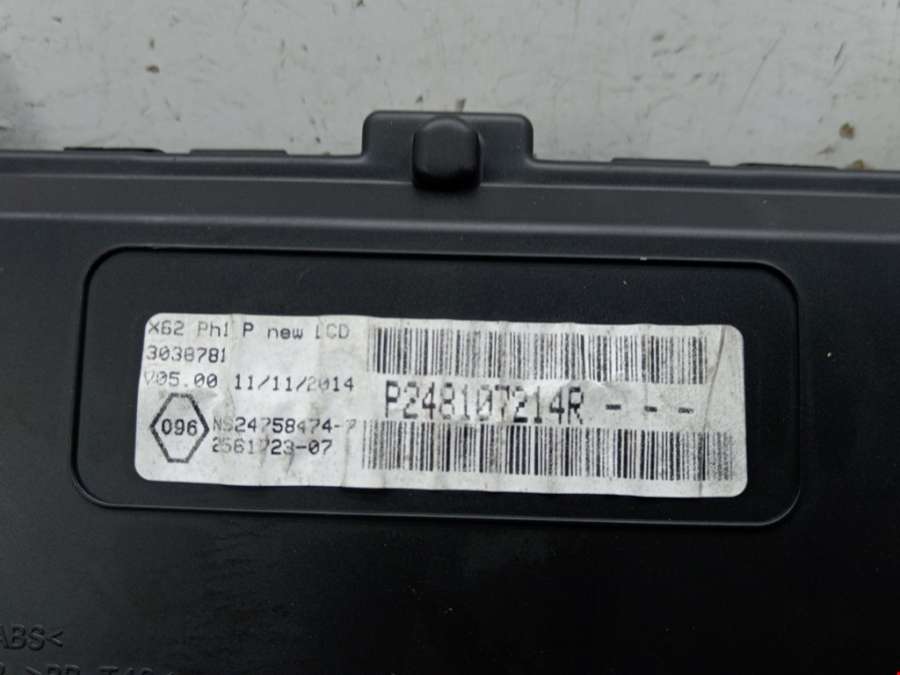 X62 Ph1 P new LCD
3038781
V05.00 11/11/2014
P248107214R - - -
096
NS24758474-7
2561723-07
ABS<